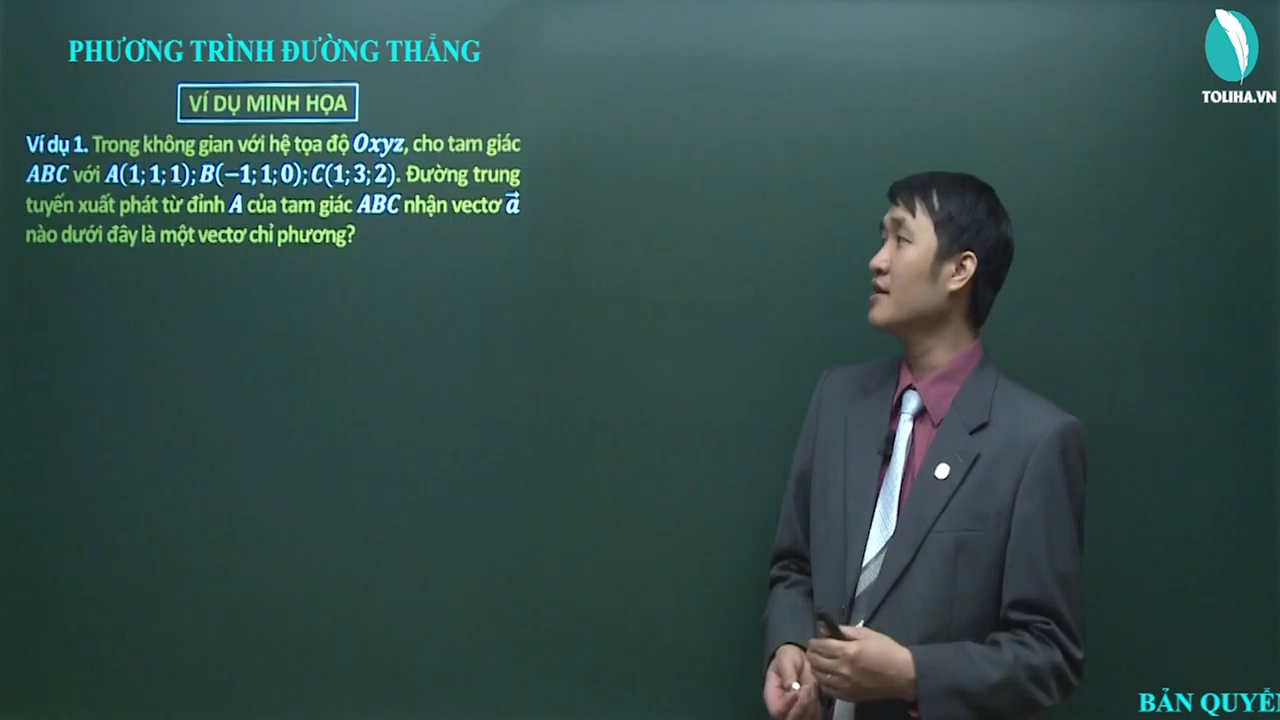 PHƯƠNG TRÌNH ĐƯỜNG THẲNG
VÍ DỤ MINH HỌA
Ví dụ 1. Trong không gian với hệ tọa độ Oxyz, cho tam giác
ABC với A(1; 1; 1); B(−1; 1; 0); C(1; 3; 2). Đường trung
tuyến xuất phát từ đỉnh A của tam giác ABC nhận vectơ a⃗
nào dưới đây là một vectơ chỉ phương?
TOLIHA.VN
BẢN QUYỀ